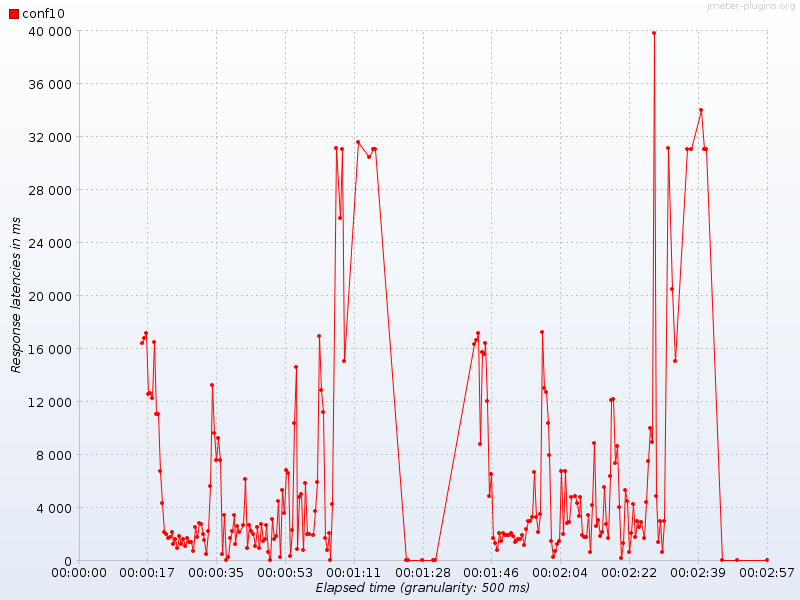 jmeter-plugins.org
conf10
40 000
36 000
32 000
28 000
24 000
20 000
16 000
12 000
8 000
4 000
0
Response latencies in ms
00:00:00 00:00:17 00:00:35 00:00:53 00:01:11 00:01:28 00:01:46 00:02:04 00:02:22 00:02:39 00:02:57
Elapsed time (granularity: 500 ms)